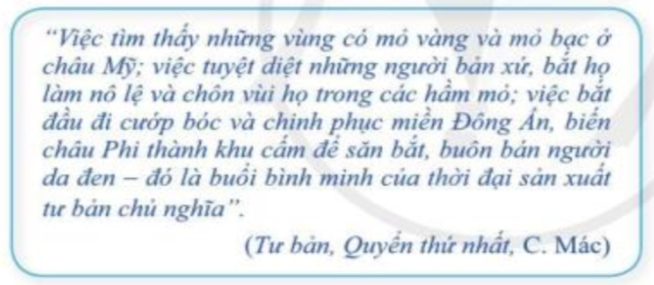 “Việc tìm thấy những vùng có mỏ vàng và mỏ bạc ở
châu Mỹ; việc tuyệt diệt những người bản xứ, bắt họ
làm nô lệ và chôn vùi họ trong các hầm mỏ; việc bắt
đầu đi cướp bóc và chinh phục miền Đông Ấn, biến
châu Phi thành khu cấm để săn bắt, buôn bán người
da đen – đó là buổi bình minh của thời đại sản xuất
tư bản chủ nghĩa”.
(Tư bản, Quyển thứ nhất, C. Mác)